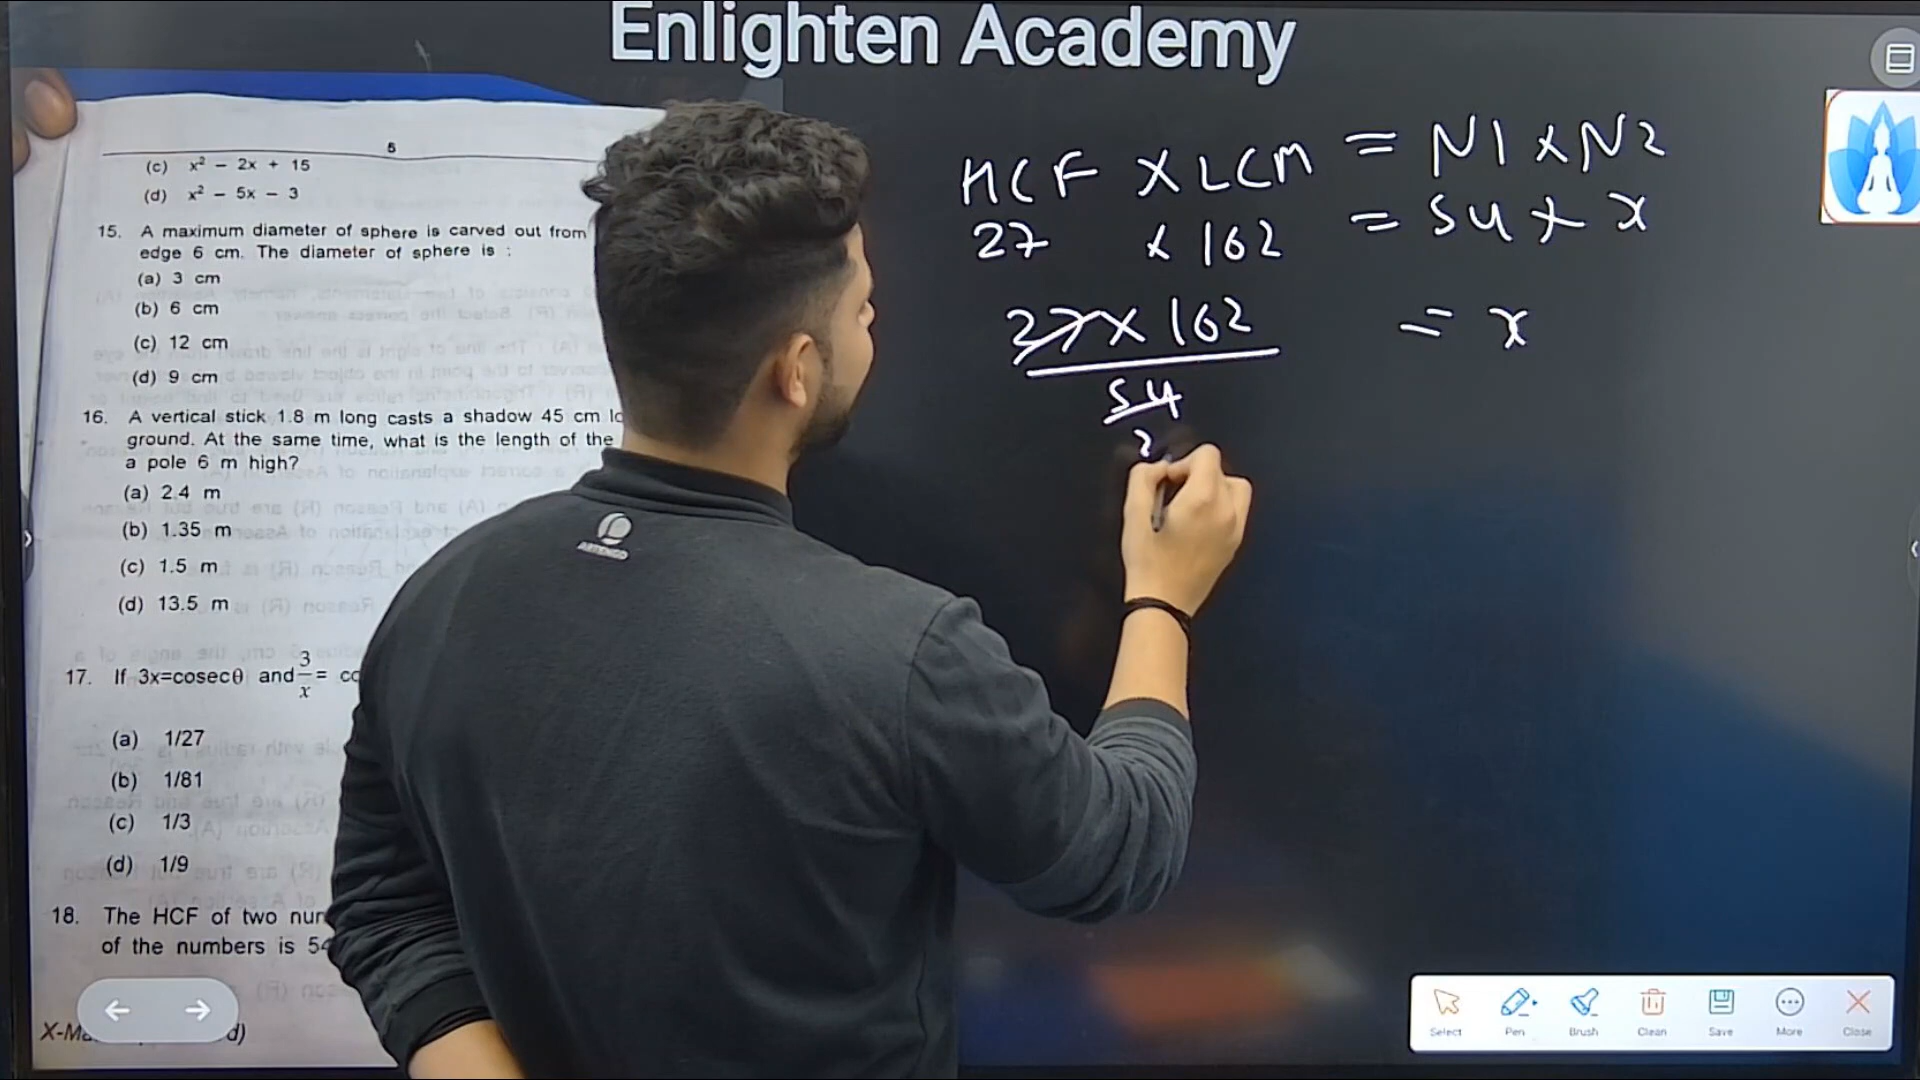 Enlighten Academy
5
(c) x² - 2x + 15
(d) x² - 5x - 3
15. A maximum diameter of sphere is carved out from
edge 6 cm. The diameter of sphere is :
(a) 3 cm
(b) 6 cm
(c) 12 cm
(d) 9 cm
16. A vertical stick 1.8 m long casts a shadow 45 cm
ground. At the same time, what is the length of the
a pole 6 m high?
(a) 2.4 m
(b) 1.35 m
(c) 1.5 m
(d) 13.5 m
17. If 3x=cosecθ and 3/x =
(a) 1/27
(b) 1/81
(c) 1/3
(d) 1/9
18. The HCF of two
of the numbers is 54
HCF × LCM = N1 × N2
27 × 162 = 54 × x
27 × 162 = x
54
2
ARTENGO
Select Pen Brush Clean Save More Close